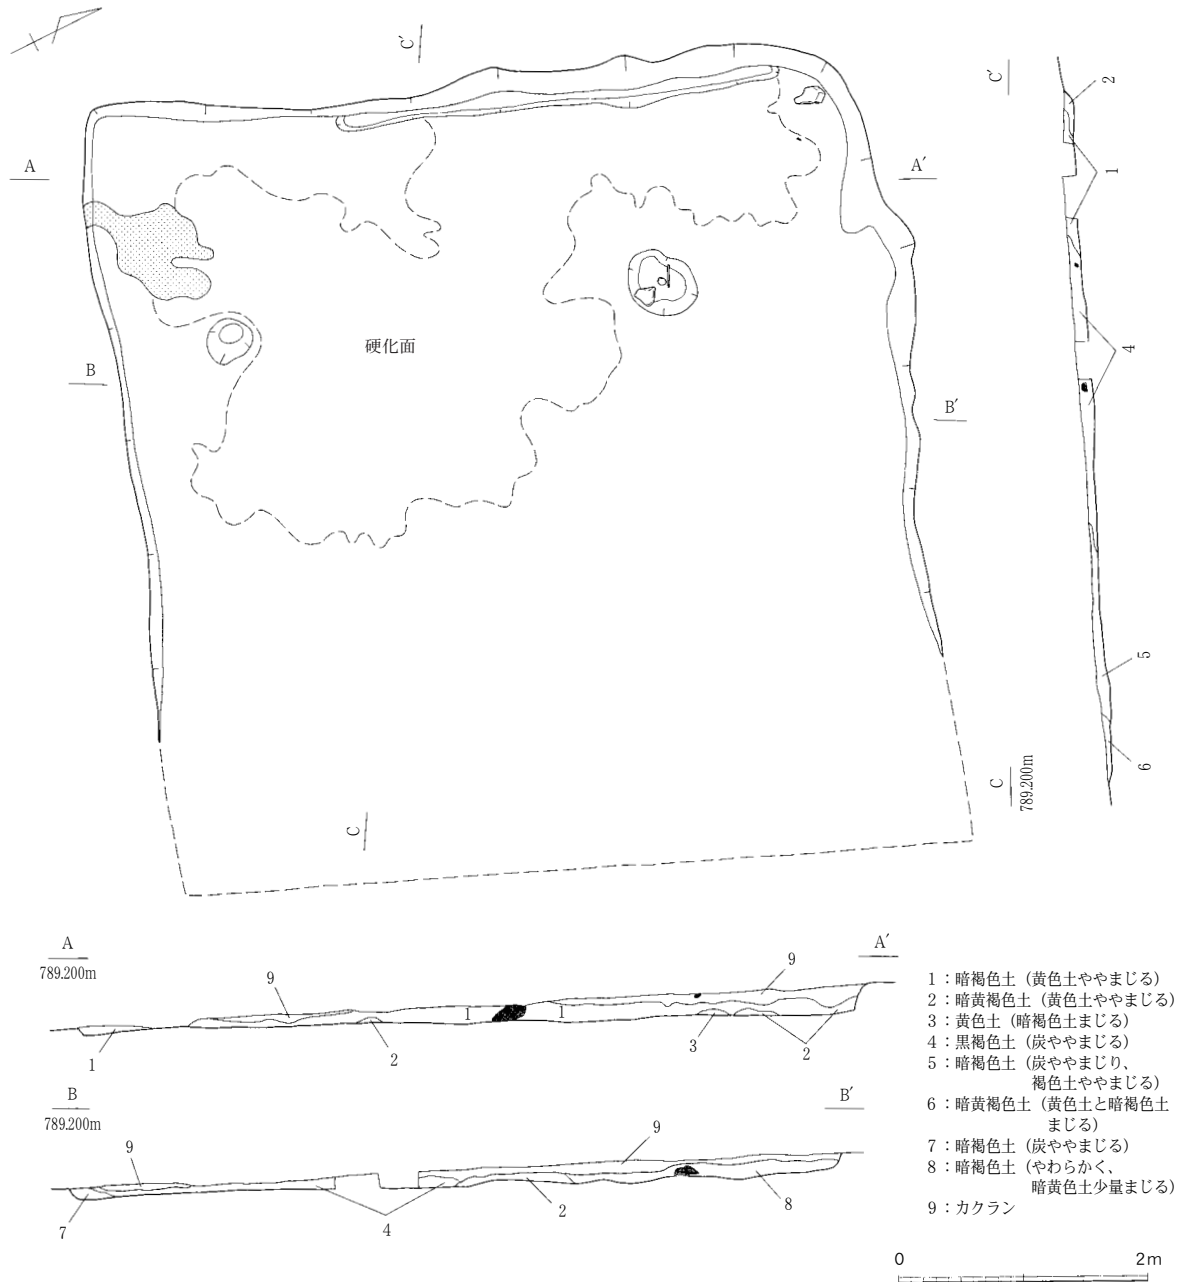 C′
C′
2
A
A′
1
硬化面
4
B
B′
5
6
C
789.200m
C
A
789.200m
A′
9
9
1
1
1
2
3
2
B
789.200m
B′
9
9
7
4
2
8
1：暗褐色土（黄色土ややまじる）
2：暗黄褐色土（黄色土ややまじる）
3：黄色土（暗褐色土まじる）
4：黒褐色土（炭ややまじる）
5：暗褐色土（炭ややまじり、
褐色土ややまじる）
6：暗黄褐色土（黄色土と暗褐色土
まじる）
7：暗褐色土（炭ややまじる）
8：暗褐色土（やわらかく、
暗黄色土少量まじる）
9：カクラン
0 2m